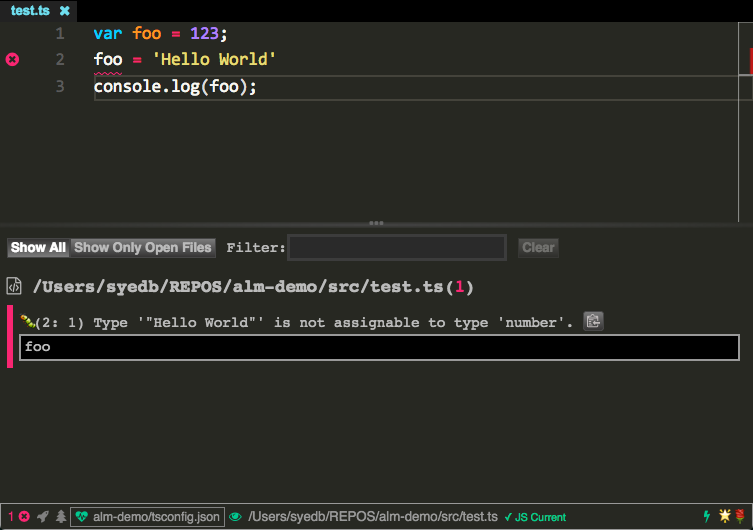 test.ts ✖
1 var foo = 123;
2 foo = 'Hello World'
3 console.log(foo);
Show All Show Only Open Files Filter: Clear
/Users/syedb/REPOS/alm-demo/src/test.ts(1)
(2: 1) Type '"Hello World"' is not assignable to type 'number'.
foo
1 alm-demo/tsconfig.json /Users/syedb/REPOS/alm-demo/src/test.ts ✓ JS Current